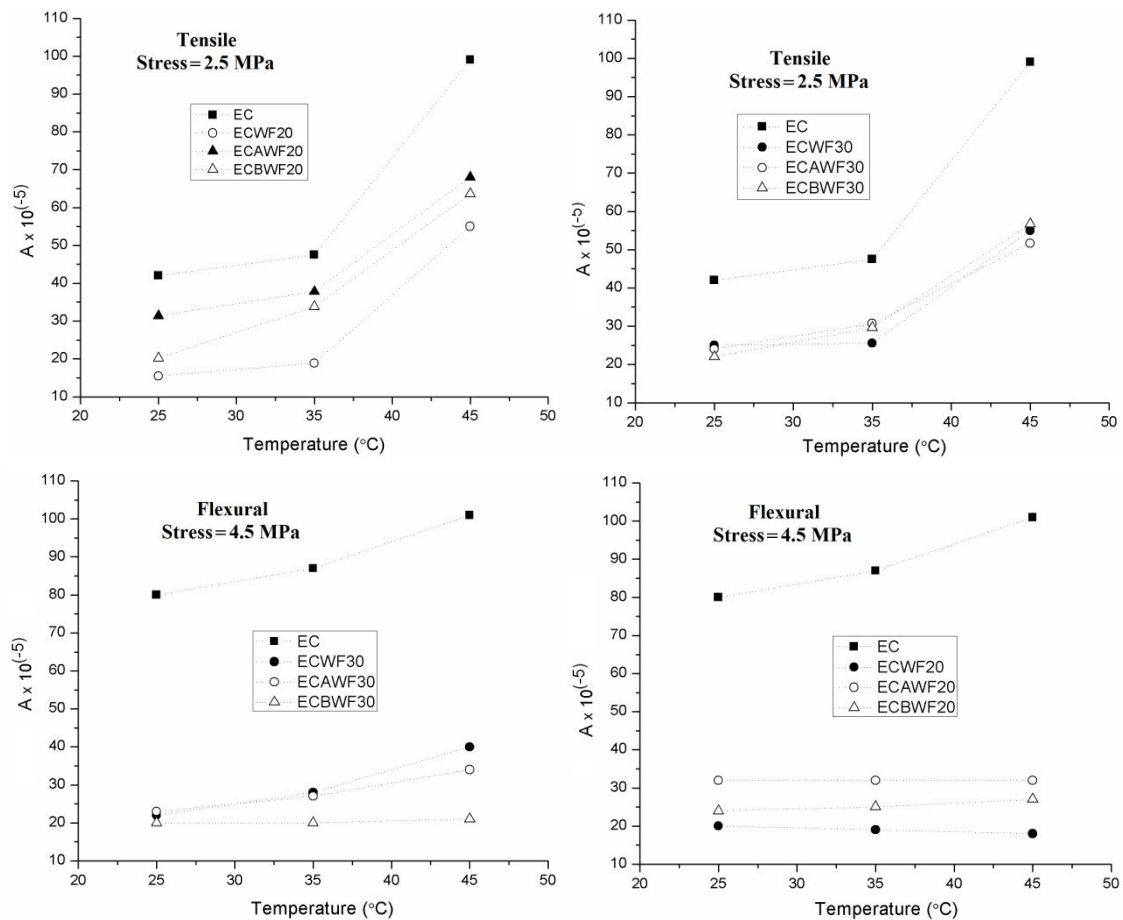 Tensile
Stress=2.5 MPa
EC
ECWF20
ECAWF20
ECBWF20
A x 10(-5)
110
100
90
80
70
60
50
40
30
20
10
20 25 30 35 40 45 50
Temperature (°C)
Tensile
Stress=2.5 MPa
EC
ECWF30
ECAWF30
ECBWF30
A x 10(-5)
110
100
90
80
70
60
50
40
30
20
10
20 25 30 35 40 45 50
Temperature (°C)
Flexural
Stress=4.5 MPa
EC
ECWF30
ECAWF30
ECBWF30
A x 10(-5)
110
100
90
80
70
60
50
40
30
20
10
20 25 30 35 40 45 50
Temperature (°C)
Flexural
Stress=4.5 MPa
EC
ECWF20
ECAWF20
ECBWF20
A x 10(-5)
110
100
90
80
70
60
50
40
30
20
10
20 25 30 35 40 45 50
Temperature (°C)